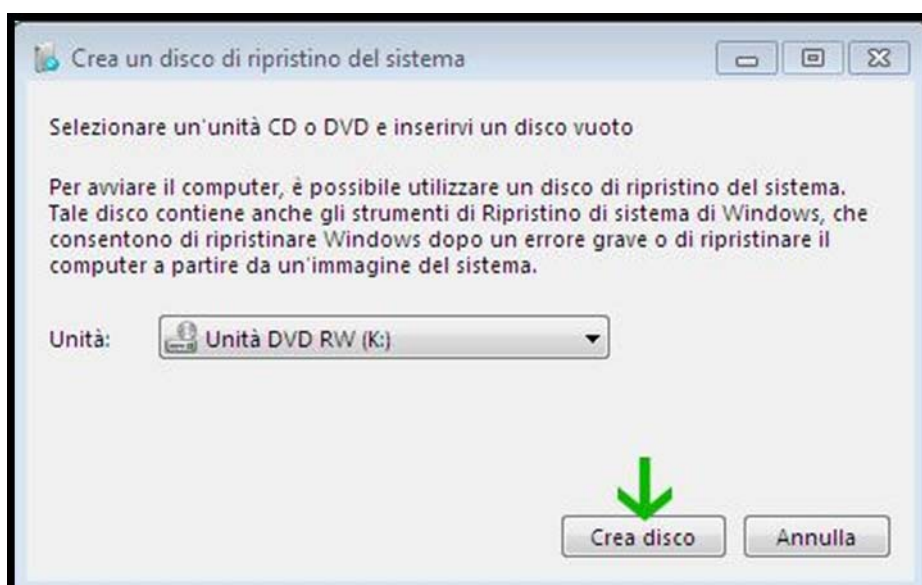 Crea un disco di ripristino del sistema
Selezionare un'unità CD o DVD e inserirvi un disco vuoto
Per avviare il computer, è possibile utilizzare un disco di ripristino del sistema.
Tale disco contiene anche gli strumenti di Ripristino di sistema di Windows, che
consentono di ripristinare Windows dopo un errore grave o di ripristinare il
computer a partire da un'immagine del sistema.
Unità: Unità DVD RW (K:)
Crea disco Annulla